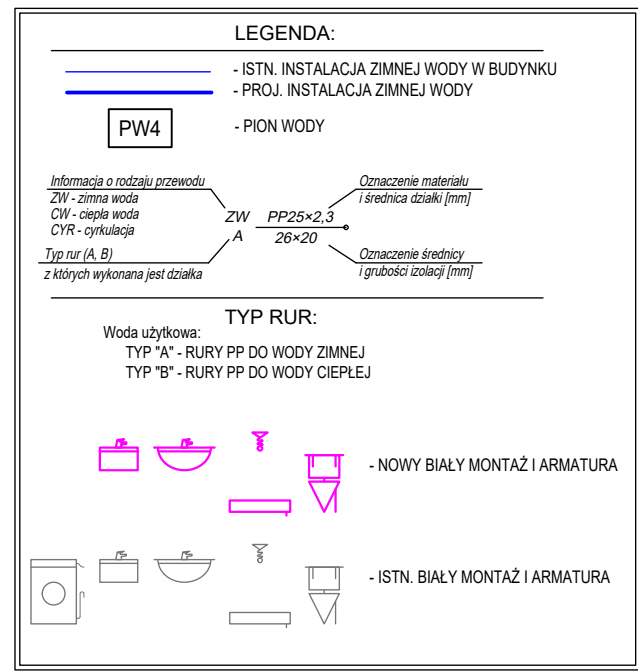 LEGENDA:
- ISTN. INSTALACJA ZIMNEJ WODY W BUDYNKU
- PROJ. INSTALACJA ZIMNEJ WODY
PW4
- PION WODY
Informacja o rodzaju przewodu
ZW - zimna woda
CW - ciepła woda
CYR - cyrkulacja
Typ rur (A, B)
z których wykonana jest działka
ZW PP25×2,3
A 26×20
Oznaczenie materiału
i średnica działki [mm]
Oznaczenie średnicy
i grubości izolacji [mm]
TYP RUR:
Woda użytkowa:
TYP "A" - RURY PP DO WODY ZIMNEJ
TYP "B" - RURY PP DO WODY CIEPŁEJ
- NOWY BIAŁY MONTAŻ I ARMATURA
- ISTN. BIAŁY MONTAŻ I ARMATURA